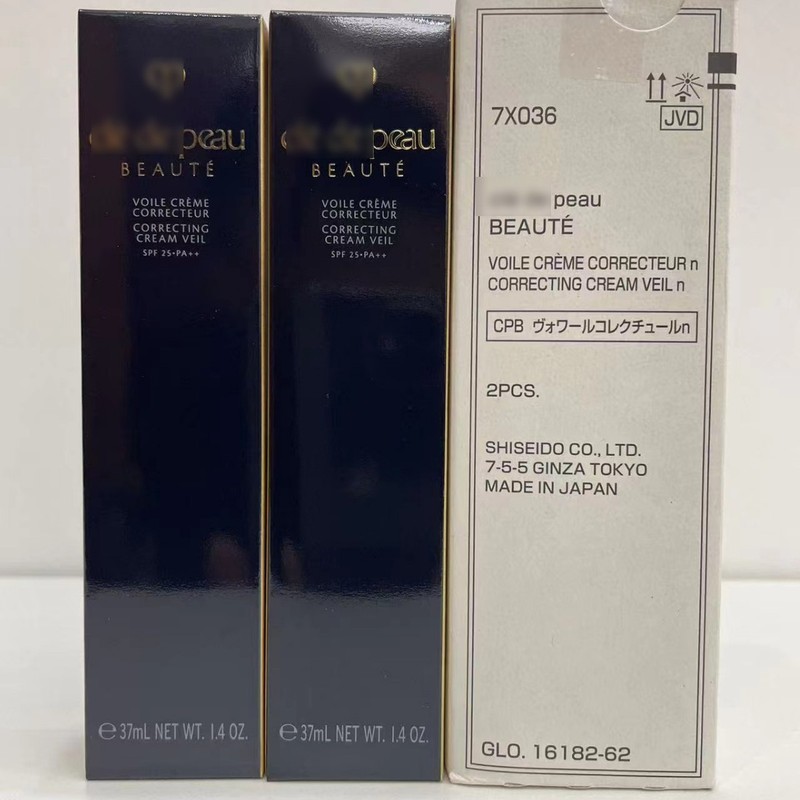 peau
BEAUTÉ
VOILE CRÈME
CORRECTEUR
CORRECTING
CREAM VEIL
SPF 25•PA++
℮37mL NET WT. 1.4 OZ.
peau
BEAUTÉ
VOILE CRÈME
CORRECTEUR
CORRECTING
CREAM VEIL
SPF 25•PA++
℮37mL NET WT. 1.4 OZ.
7X036
JVD
peau
BEAUTÉ
VOILE CRÈME CORRECTEUR n
CORRECTING CREAM VEIL n
CPB ヴォワールコレクチュールn
2PCS.
SHISEIDO CO., LTD.
7-5-5 GINZA TOKYO
MADE IN JAPAN
GLO. 16182-62